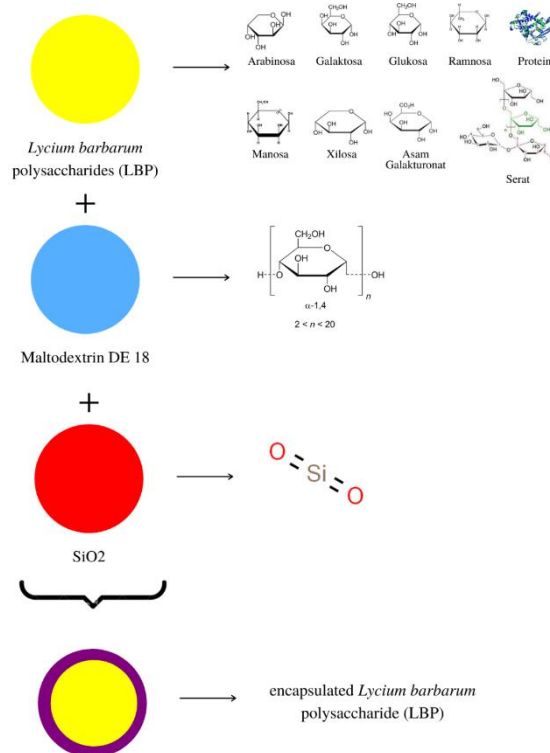 Arabinosa
Galaktosa
Glukosa
Ramnosa
Protein
Lycium barbarum
polysaccharids (LBP)
Manosa
Xilosa
Asam
Galakturonat
Serat
+
CH₂OH
O
OH
H
O
OH
OH
n
α-1,4
2 < n < 20
Maltodextrin DE 18
+
O
Si
O
SiO2
encapsulated Lycium barbarum
polysaccharide (LBP)